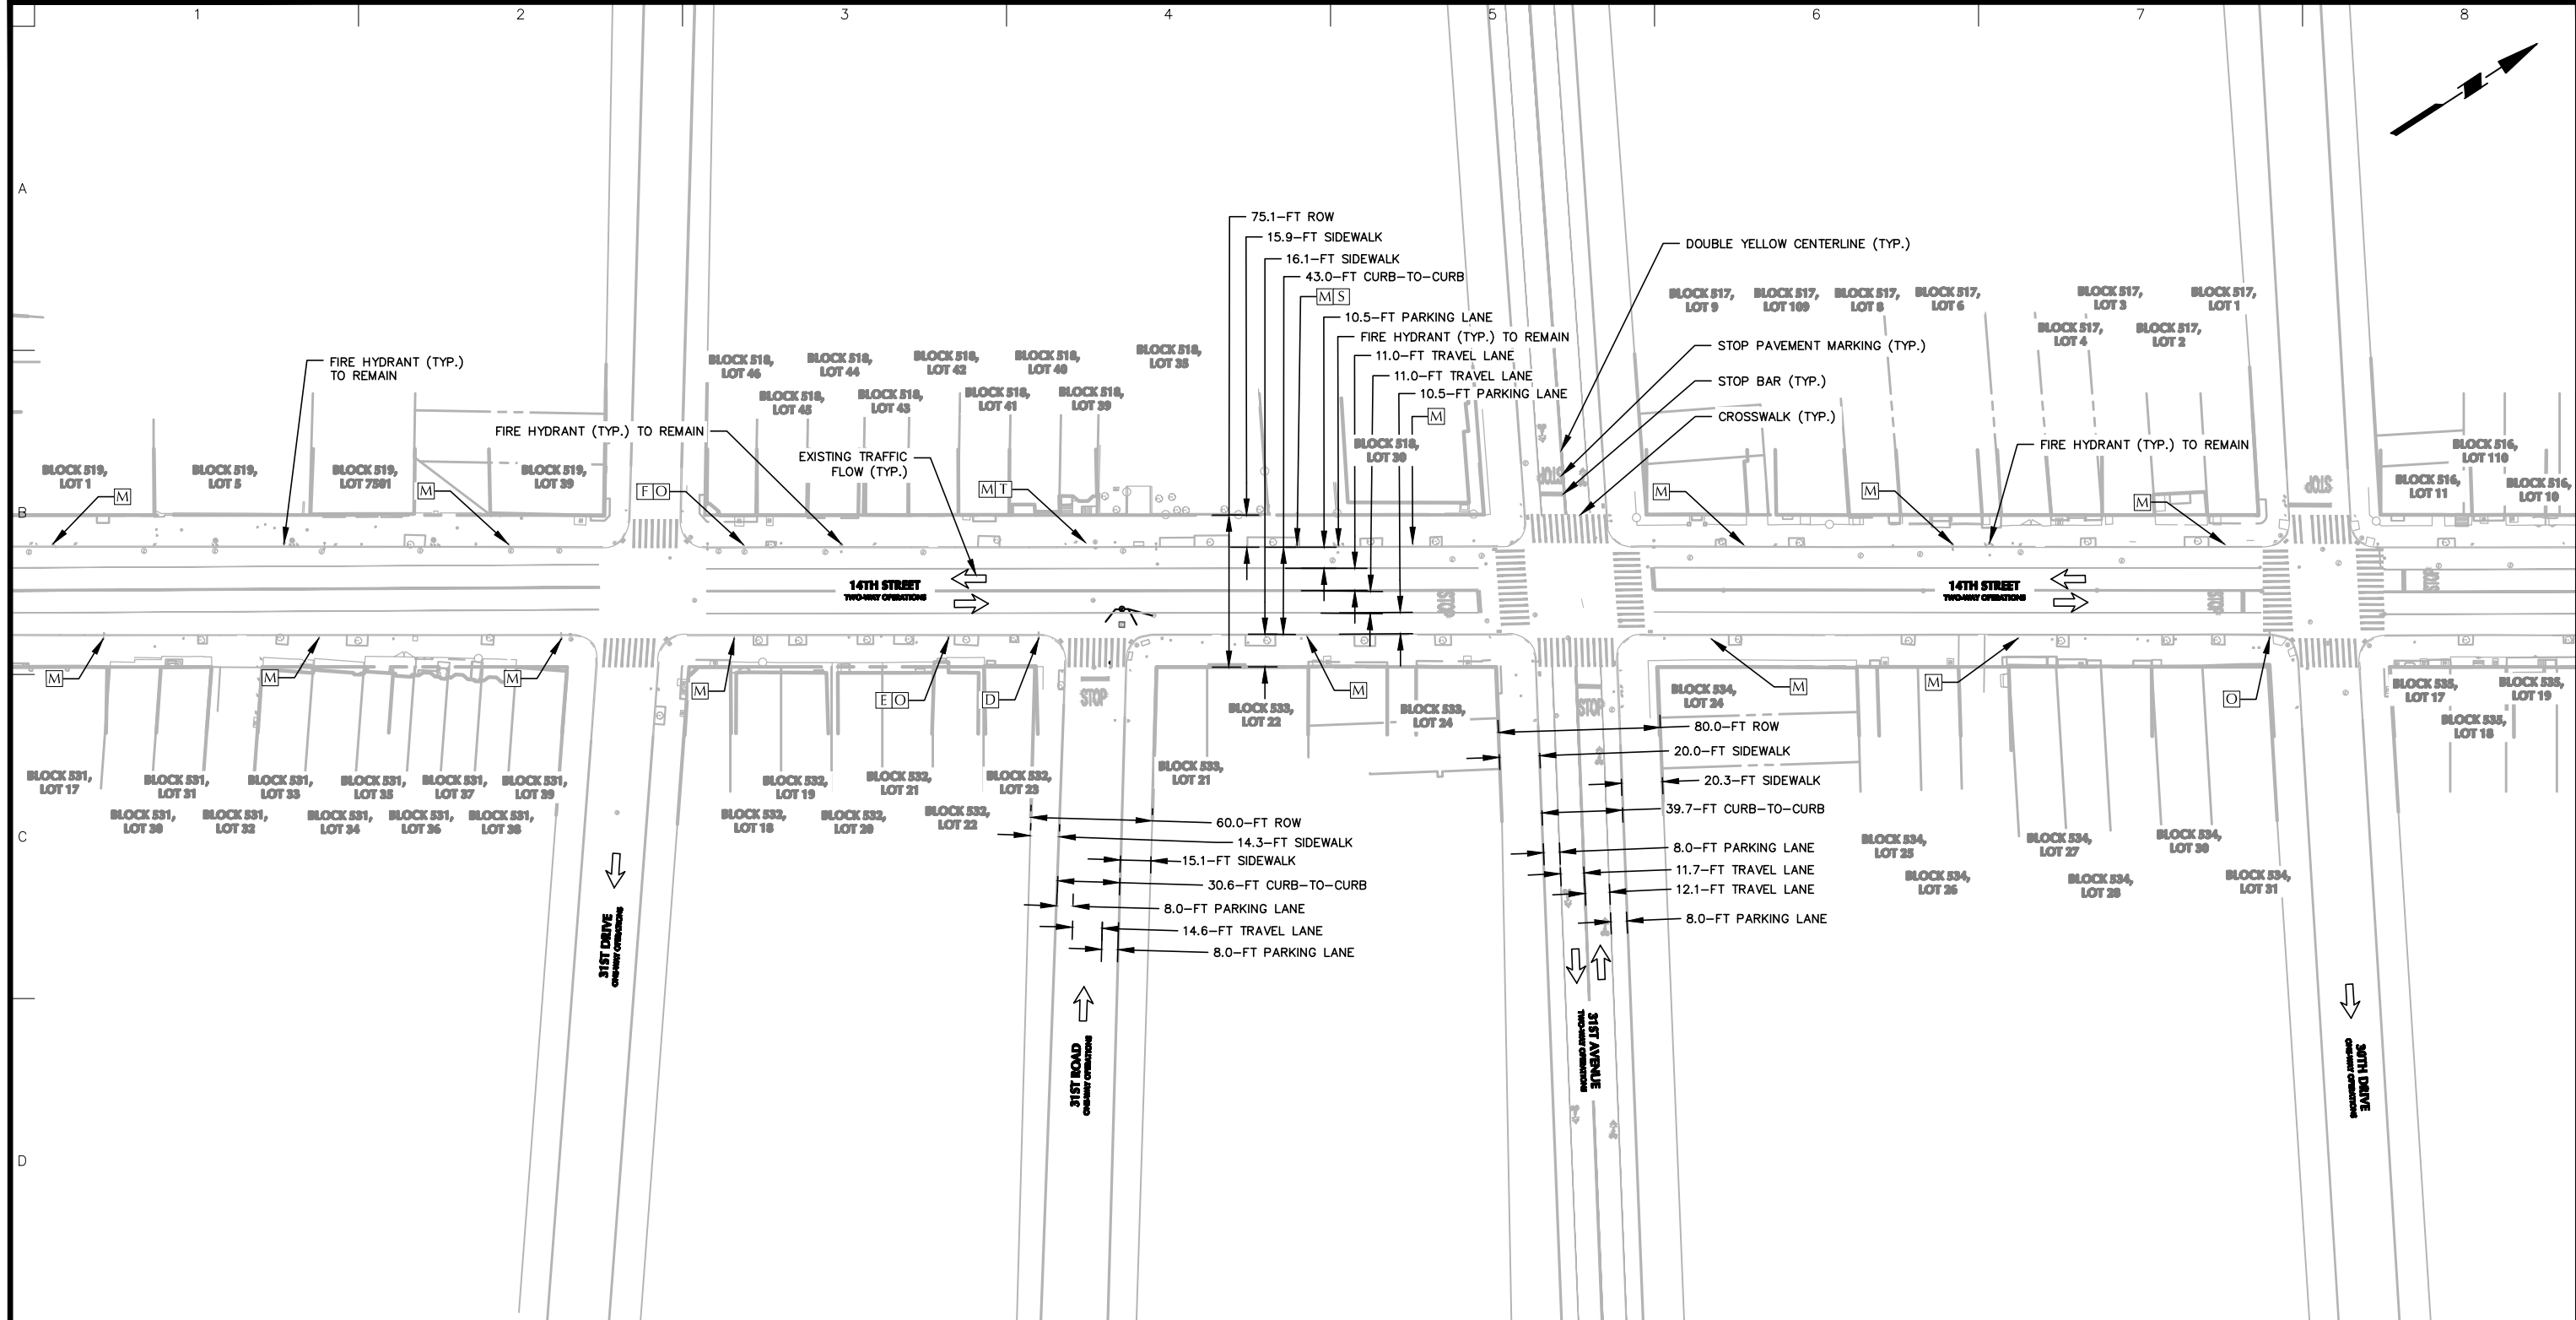 1 2 3 4 5 6 7 8
A
B
C
D
75.1-FT ROW
15.9-FT SIDEWALK
16.1-FT SIDEWALK
43.0-FT CURB-TO-CURB
M S
10.5-FT PARKING LANE
FIRE HYDRANT (TYP.) TO REMAIN
11.0-FT TRAVEL LANE
11.0-FT TRAVEL LANE
10.5-FT PARKING LANE
M
DOUBLE YELLOW CENTERLINE (TYP.)
STOP PAVEMENT MARKING (TYP.)
STOP BAR (TYP.)
CROSSWALK (TYP.)
FIRE HYDRANT (TYP.) TO REMAIN
BLOCK 517,
LOT 9
BLOCK 517,
LOT 109
BLOCK 517,
LOT 8
BLOCK 517,
LOT 6
BLOCK 517,
LOT 3
BLOCK 517,
LOT 1
BLOCK 517,
LOT 4
BLOCK 517,
LOT 2
FIRE HYDRANT (TYP.)
TO REMAIN
BLOCK 518,
LOT 46
BLOCK 518,
LOT 44
BLOCK 518,
LOT 42
BLOCK 518,
LOT 40
BLOCK 518,
LOT 35
BLOCK 518,
LOT 45
BLOCK 518,
LOT 43
BLOCK 518,
LOT 41
BLOCK 518,
LOT 39
FIRE HYDRANT (TYP.) TO REMAIN
EXISTING TRAFFIC
FLOW (TYP.)
BLOCK 518,
LOT 30
BLOCK 519,
LOT 1
BLOCK 519,
LOT 5
BLOCK 519,
LOT 7501
BLOCK 519,
LOT 39
BLOCK 516,
LOT 110
BLOCK 516,
LOT 11
BLOCK 516,
LOT 10
M
M
F O
M T
M
M
M
STOP
STOP
14TH STREET
TWO-WAY OPERATIONS
14TH STREET
TWO-WAY OPERATIONS
STOP
STOP
STOP
M
M
M
M
E O
D
STOP
M
STOP
M
M
O
BLOCK 533,
LOT 22
BLOCK 533,
LOT 24
BLOCK 534,
LOT 24
BLOCK 535,
LOT 17
BLOCK 535,
LOT 19
BLOCK 535,
LOT 18
80.0-FT ROW
20.0-FT SIDEWALK
20.3-FT SIDEWALK
39.7-FT CURB-TO-CURB
8.0-FT PARKING LANE
11.7-FT TRAVEL LANE
12.1-FT TRAVEL LANE
8.0-FT PARKING LANE
BLOCK 531,
LOT 17
BLOCK 531,
LOT 31
BLOCK 531,
LOT 33
BLOCK 531,
LOT 35
BLOCK 531,
LOT 37
BLOCK 531,
LOT 39
BLOCK 531,
LOT 30
BLOCK 531,
LOT 32
BLOCK 531,
LOT 34
BLOCK 531,
LOT 36
BLOCK 531,
LOT 38
BLOCK 532,
LOT 19
BLOCK 532,
LOT 21
BLOCK 532,
LOT 23
BLOCK 532,
LOT 18
BLOCK 532,
LOT 20
BLOCK 532,
LOT 22
BLOCK 533,
LOT 21
60.0-FT ROW
14.3-FT SIDEWALK
15.1-FT SIDEWALK
30.6-FT CURB-TO-CURB
8.0-FT PARKING LANE
14.6-FT TRAVEL LANE
8.0-FT PARKING LANE
BLOCK 534,
LOT 25
BLOCK 534,
LOT 27
BLOCK 534,
LOT 30
BLOCK 534,
LOT 26
BLOCK 534,
LOT 28
BLOCK 534,
LOT 31
31ST DRIVE
ONE-WAY OPERATIONS
31ST ROAD
ONE-WAY OPERATIONS
31ST AVENUE
TWO-WAY OPERATIONS
30TH DRIVE
ONE-WAY OPERATIONS